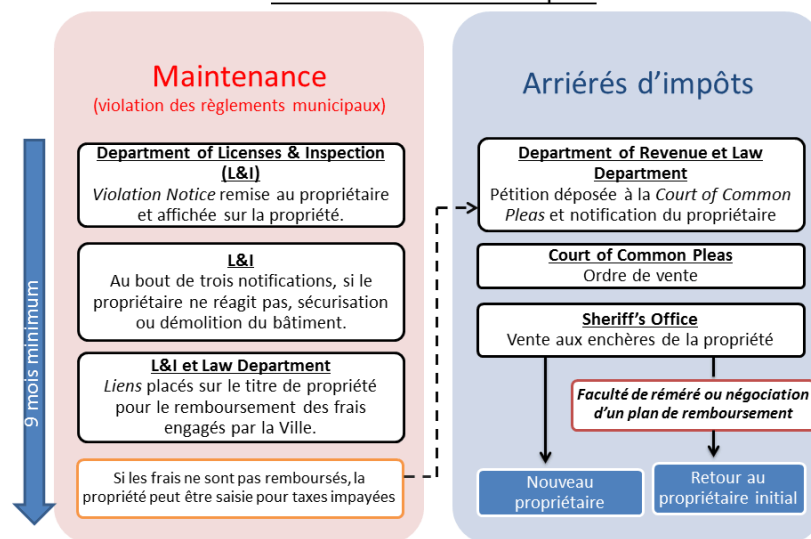 Maintenance
(violation des règlements municipaux)
9 mois minimum
Department of Licenses & Inspection
(L&I)
Violation Notice remise au propriétaire
et affichée sur la propriété.
L&I
Au bout de trois notifications, si le
propriétaire ne réagit pas, sécurisation
ou démolition du bâtiment.
L&I et Law Department
Liens placés sur le titre de propriété
pour le remboursement des frais
engagés par la Ville.
Si les frais ne sont pas remboursés, la
propriété peut être saisie pour taxes impayées
Arriérés d’impôts
Department of Revenue et Law
Department
Pétition déposée à la Court of Common
Pleas et notification du propriétaire
Court of Common Pleas
Ordre de vente
Sheriff’s Office
Vente aux enchères de la propriété
Faculté de réméré ou négociation
d’un plan de remboursement
Nouveau
propriétaire
Retour au
propriétaire initial